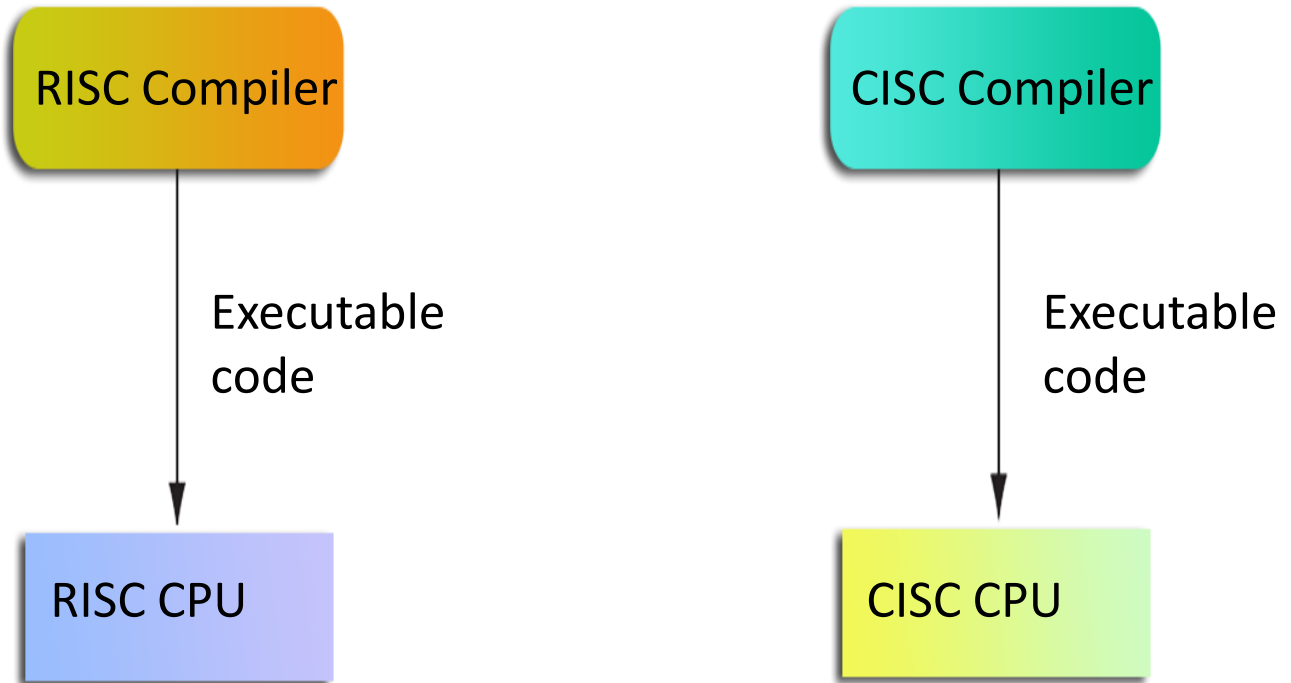 RISC Compiler
CISC Compiler
Executable
code
Executable
code
RISC CPU
CISC CPU